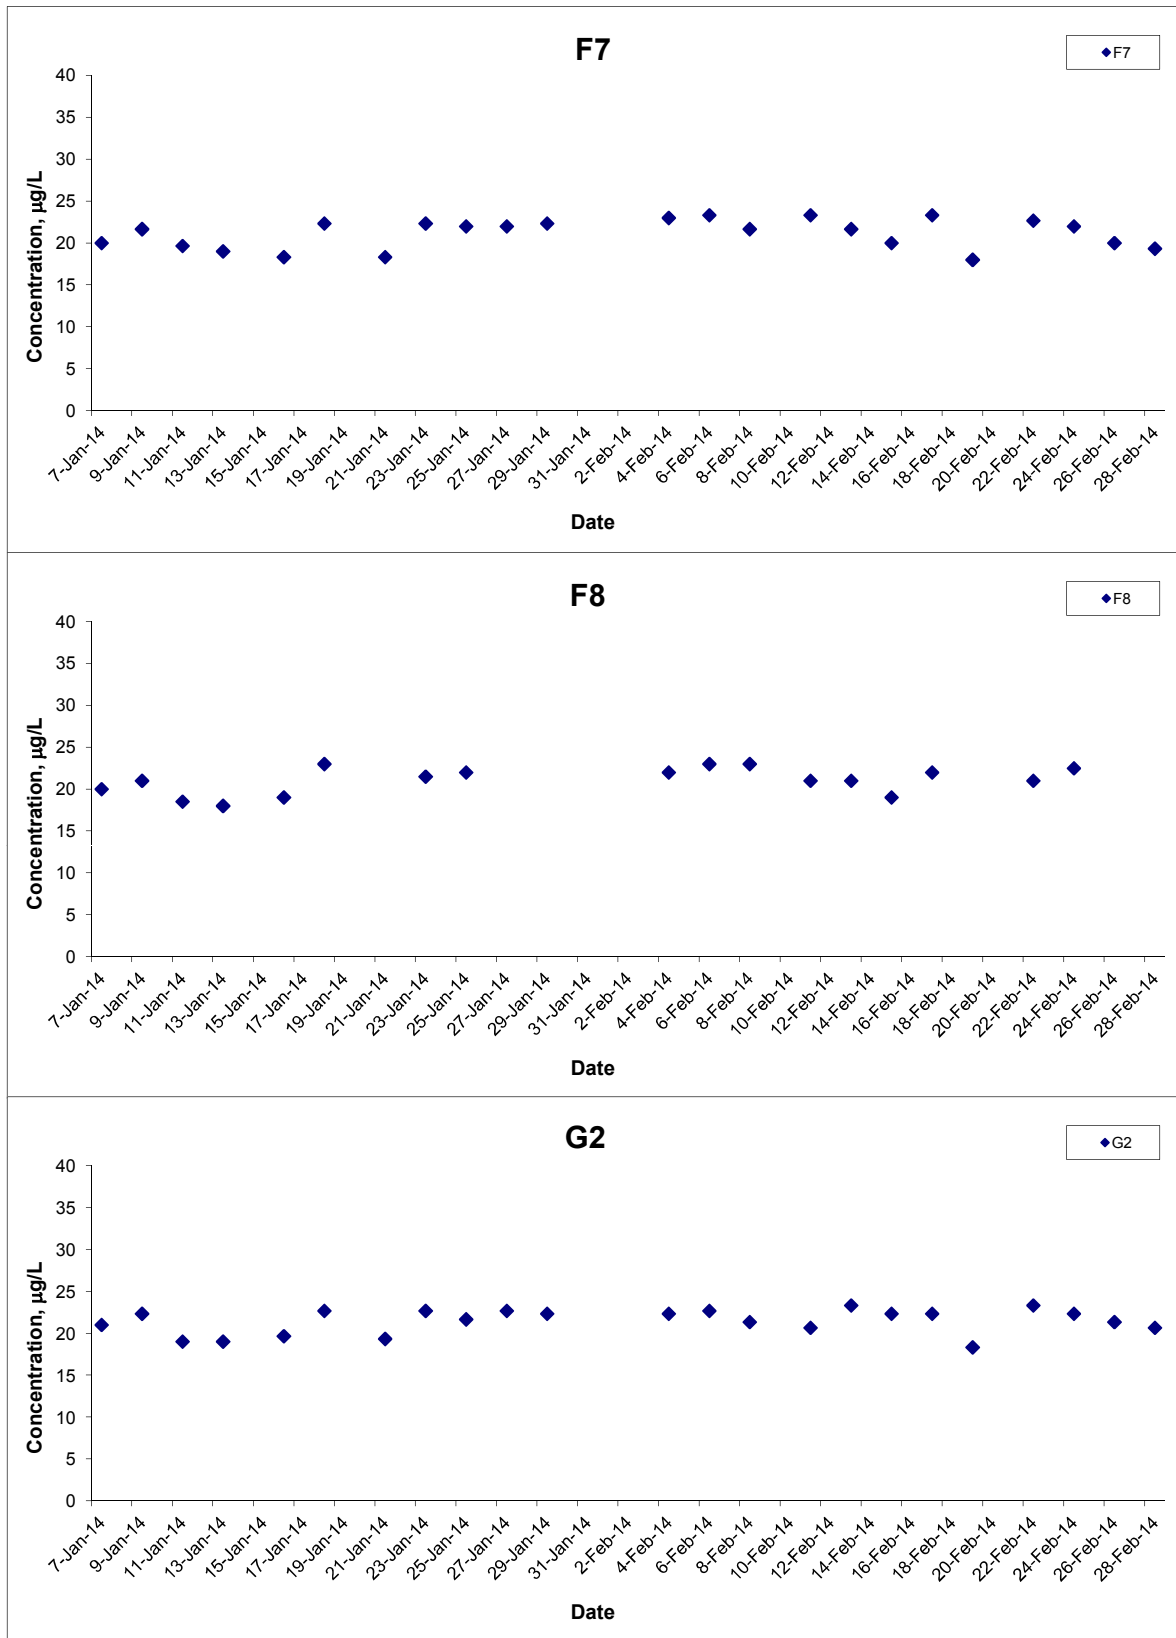 F7
F7
40
35
30
25
20
15
10
5
0
Concentration, µg/L
7-Jan-14
9-Jan-14
11-Jan-14
13-Jan-14
15-Jan-14
17-Jan-14
19-Jan-14
21-Jan-14
23-Jan-14
25-Jan-14
27-Jan-14
29-Jan-14
31-Jan-14
2-Feb-14
4-Feb-14
6-Feb-14
8-Feb-14
10-Feb-14
12-Feb-14
14-Feb-14
16-Feb-14
18-Feb-14
20-Feb-14
22-Feb-14
24-Feb-14
26-Feb-14
28-Feb-14
Date
F8
F8
40
35
30
25
20
15
10
5
0
Concentration, µg/L
7-Jan-14
9-Jan-14
11-Jan-14
13-Jan-14
15-Jan-14
17-Jan-14
19-Jan-14
21-Jan-14
23-Jan-14
25-Jan-14
27-Jan-14
29-Jan-14
31-Jan-14
2-Feb-14
4-Feb-14
6-Feb-14
8-Feb-14
10-Feb-14
12-Feb-14
14-Feb-14
16-Feb-14
18-Feb-14
20-Feb-14
22-Feb-14
24-Feb-14
26-Feb-14
28-Feb-14
Date
G2
G2
40
35
30
25
20
15
10
5
0
Concentration, µg/L
7-Jan-14
9-Jan-14
11-Jan-14
13-Jan-14
15-Jan-14
17-Jan-14
19-Jan-14
21-Jan-14
23-Jan-14
25-Jan-14
27-Jan-14
29-Jan-14
31-Jan-14
2-Feb-14
4-Feb-14
6-Feb-14
8-Feb-14
10-Feb-14
12-Feb-14
14-Feb-14
16-Feb-14
18-Feb-14
20-Feb-14
22-Feb-14
24-Feb-14
26-Feb-14
28-Feb-14
Date